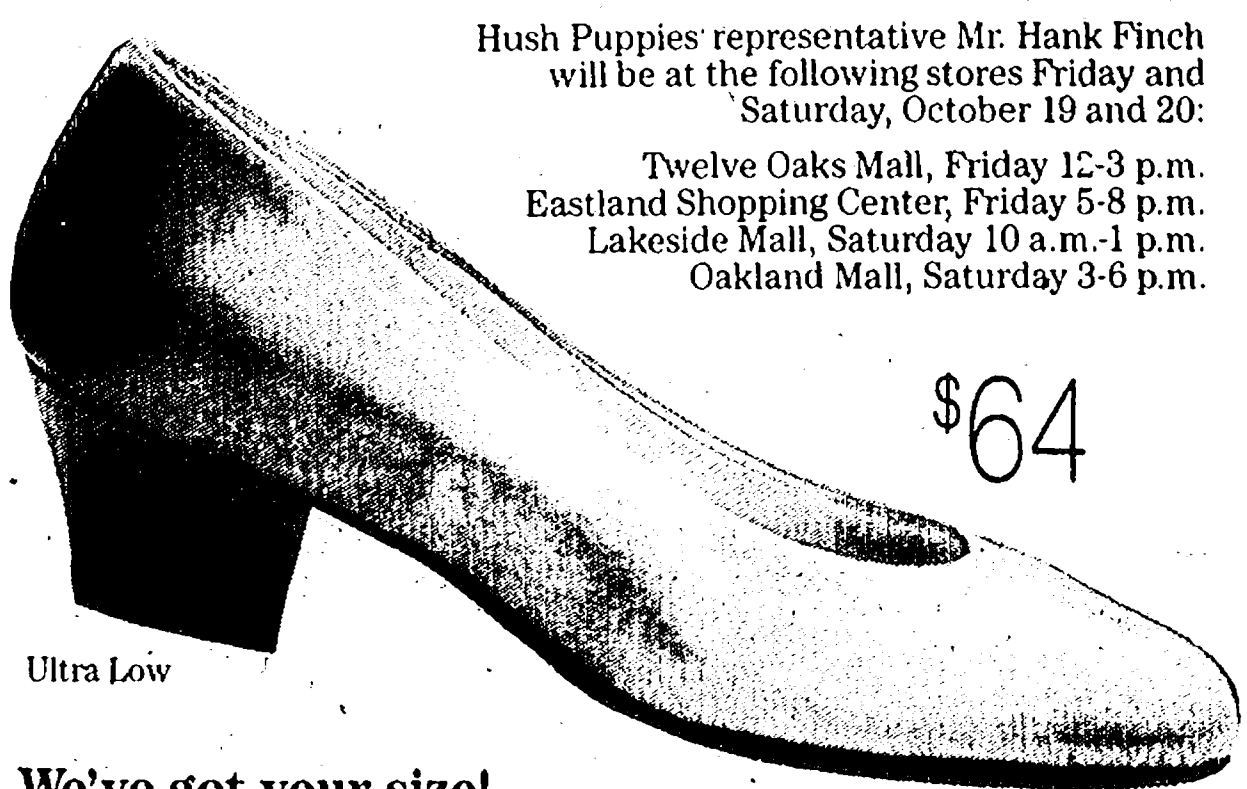 Hush Puppies representative Mr. Hank Finch
will be at the following stores Friday and
Saturday, October 19 and 20:
Twelve Oaks Mall, Friday 12-3 p.m.
Eastland Shopping Center, Friday 5-8 p.m.
Lakeside Mall, Saturday 10 a.m.-1 p.m.
Oakland Mall, Saturday 3-6 p.m.
$64
Ultra Low
We've got your size!